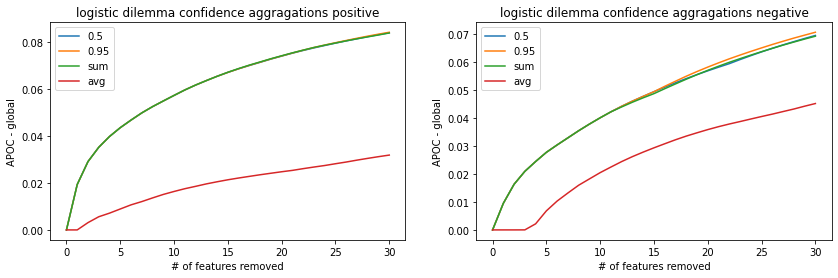 logistic dilemma confidence aggragations positive
0.5
0.95
sum
avg
APOC - global
0.08
0.06
0.04
0.02
0.00
0 5 10 15 20 25 30
# of features removed
logistic dilemma confidence aggragations negative
0.5
0.95
sum
avg
APOC - global
0.07
0.06
0.05
0.04
0.03
0.02
0.01
0.00
0 5 10 15 20 25 30
# of features removed